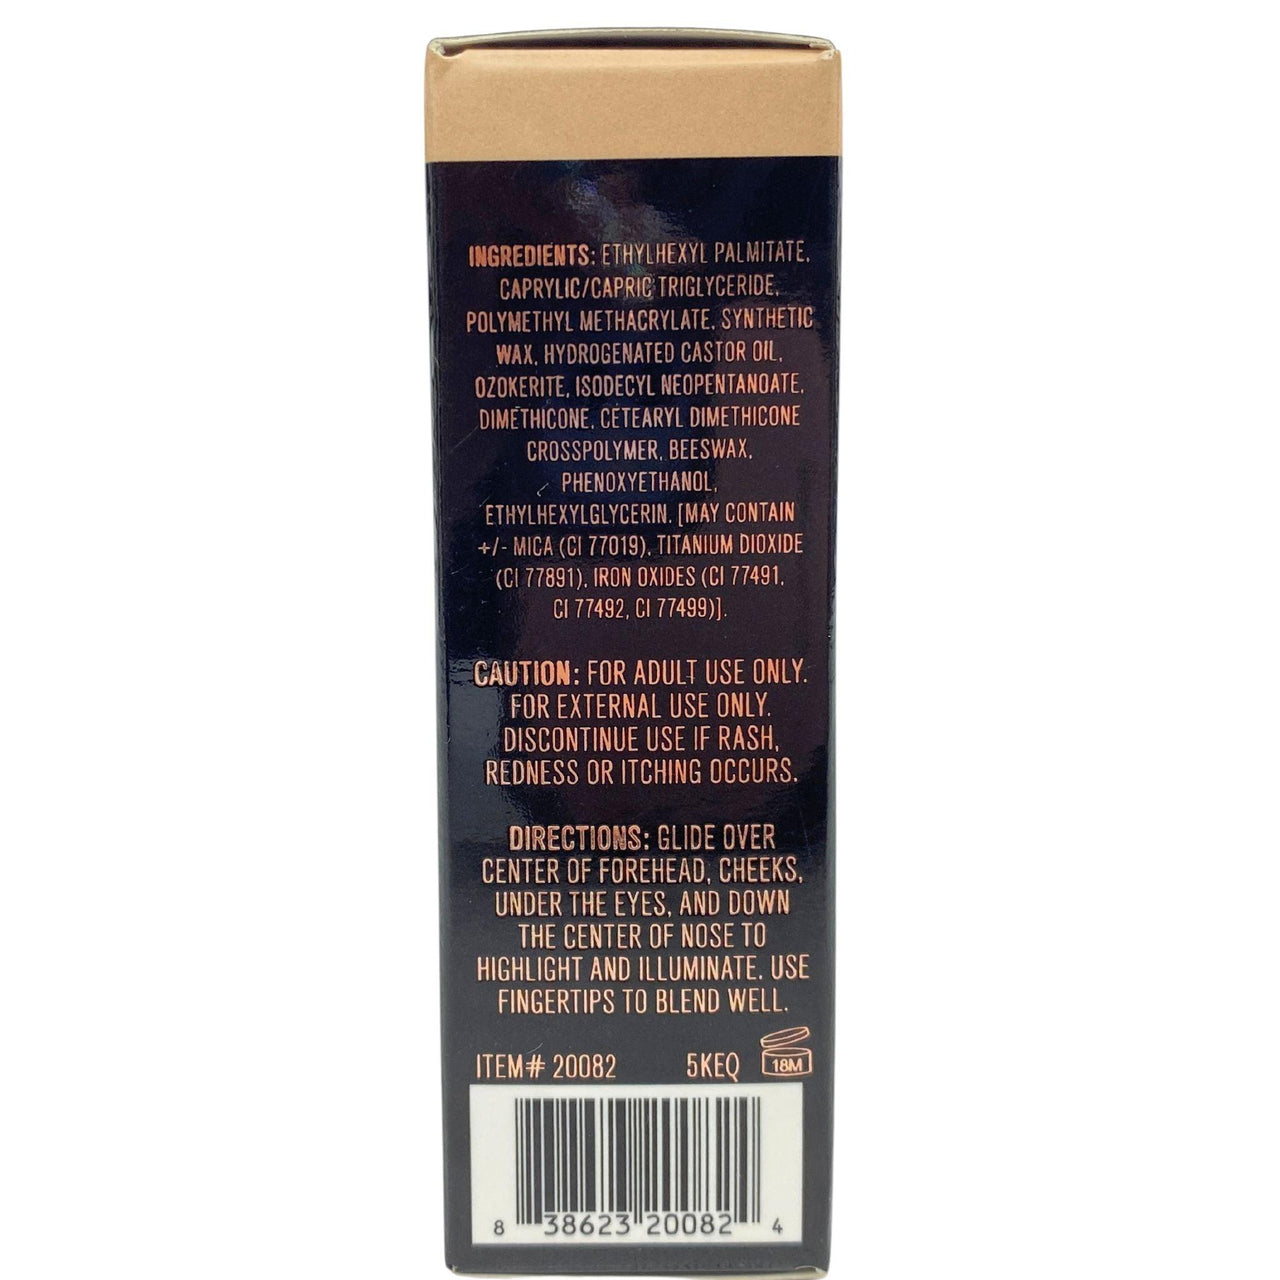 INGREDIENTS: ETHYLHEXYL PALMITATE,
CAPRYLIC/CAPRIC TRIGLYCERIDE,
POLYMETHYL METHACRYLATE, SYNTHETIC
WAX, HYDROGENATED CASTOR OIL,
OZOKERITE, ISODECYL NEOPENTANOATE,
DIMETHICONE, CETEARYL DIMETHICONE
CROSSPOLYMER, BEESWAX,
PHENOXYETHANOL,
ETHYLHEXYLGLYCERIN. [MAY CONTAIN
+/- MICA (CI 77019), TITANIUM DIOXIDE
(CI 77891), IRON OXIDES (CI 77491,
CI 77492, CI 77499)].
CAUTION: FOR ADULT USE ONLY.
FOR EXTERNAL USE ONLY.
DISCONTINUE USE IF RASH,
REDNESS OR ITCHING OCCURS.
DIRECTIONS: GLIDE OVER
CENTER OF FOREHEAD, CHEEKS,
UNDER THE EYES, AND DOWN
THE CENTER OF NOSE TO
HIGHLIGHT AND ILLUMINATE. USE
FINGERTIPS TO BLEND WELL.
ITEM# 20082 5KEQ 18M
8 38623 20082 4